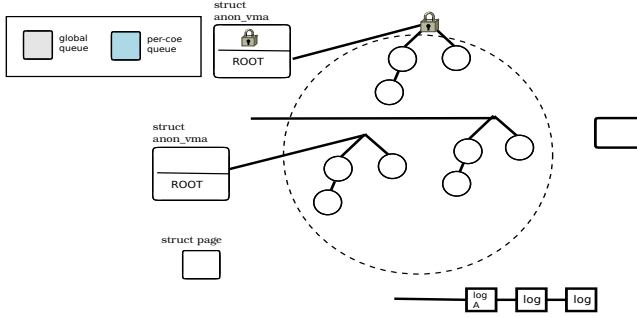 struct
anon_vma
global
queue
per-coe
queue
ROOT
struct
anon_vma
ROOT
struct page
log
A
log
log